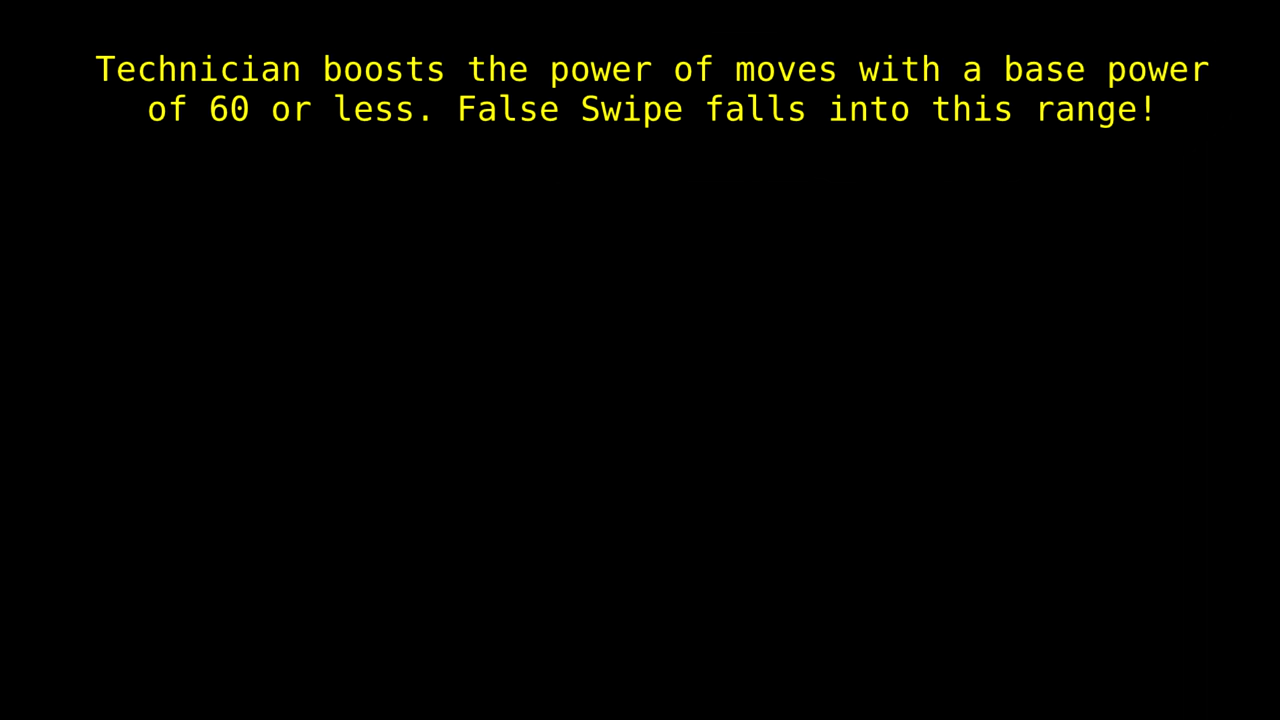 Technician boosts the power of moves with a base power
of 60 or less. False Swipe falls into this range!